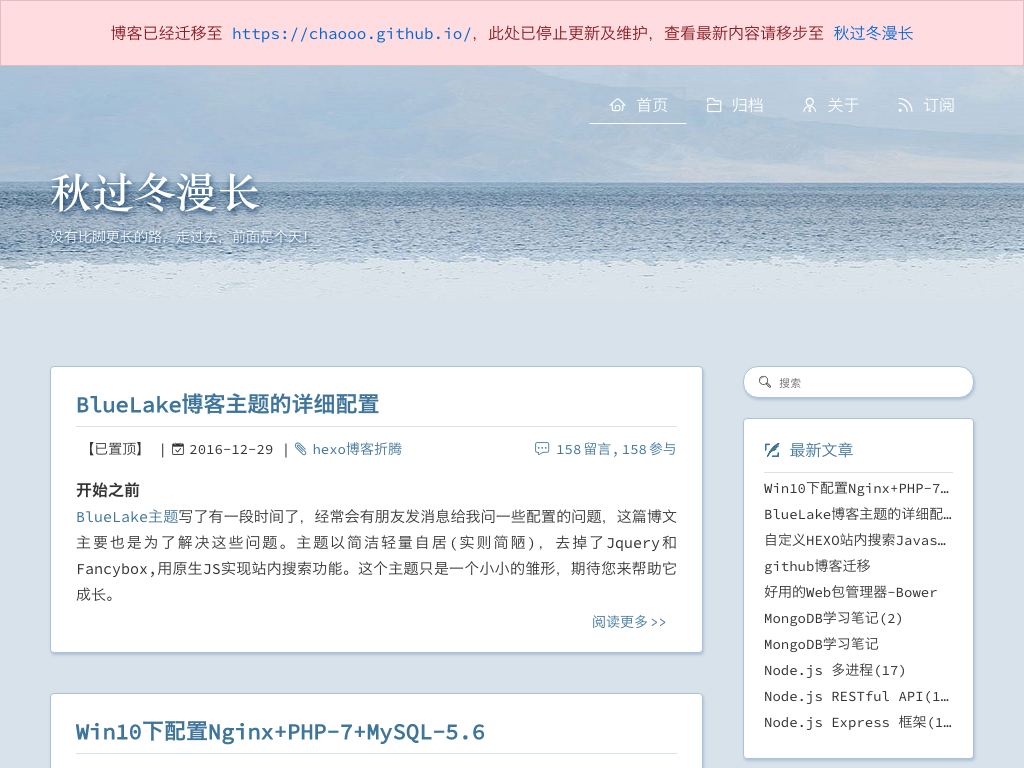 博客已经迁移至 https://chaooo.github.io/，此处已停止更新及维护，查看最新内容请移步至 秋过冬漫长
首页 归档 关于 订阅
秋过冬漫长
没有比脚更长的路，走过去，前面是个天！
BlueLake博客主题的详细配置
【已置顶】 | 2016-12-29 | hexo博客折腾 158留言,158参与
开始之前
BlueLake主题写了有一段时间了，经常会有朋友发消息给我问一些配置的问题，这篇博文
主要也是为了解决这些问题。主题以简洁轻量自居(实则简陋)，去掉了Jquery和
Fancybox,用原生JS实现站内搜索功能。这个主题只是一个小小的雏形，期待您来帮助它
成长。
阅读更多>>
Win10下配置Nginx+PHP-7+MySQL-5.6
搜索
最新文章
Win10下配置Nginx+PHP-7…
BlueLake博客主题的详细配…
自定义HEXO站内搜索Javas…
github博客迁移
好用的Web包管理器-Bower
MongoDB学习笔记(2)
MongoDB学习笔记
Node.js 多进程(17)
Node.js RESTful API(1…
Node.js Express 框架(1…